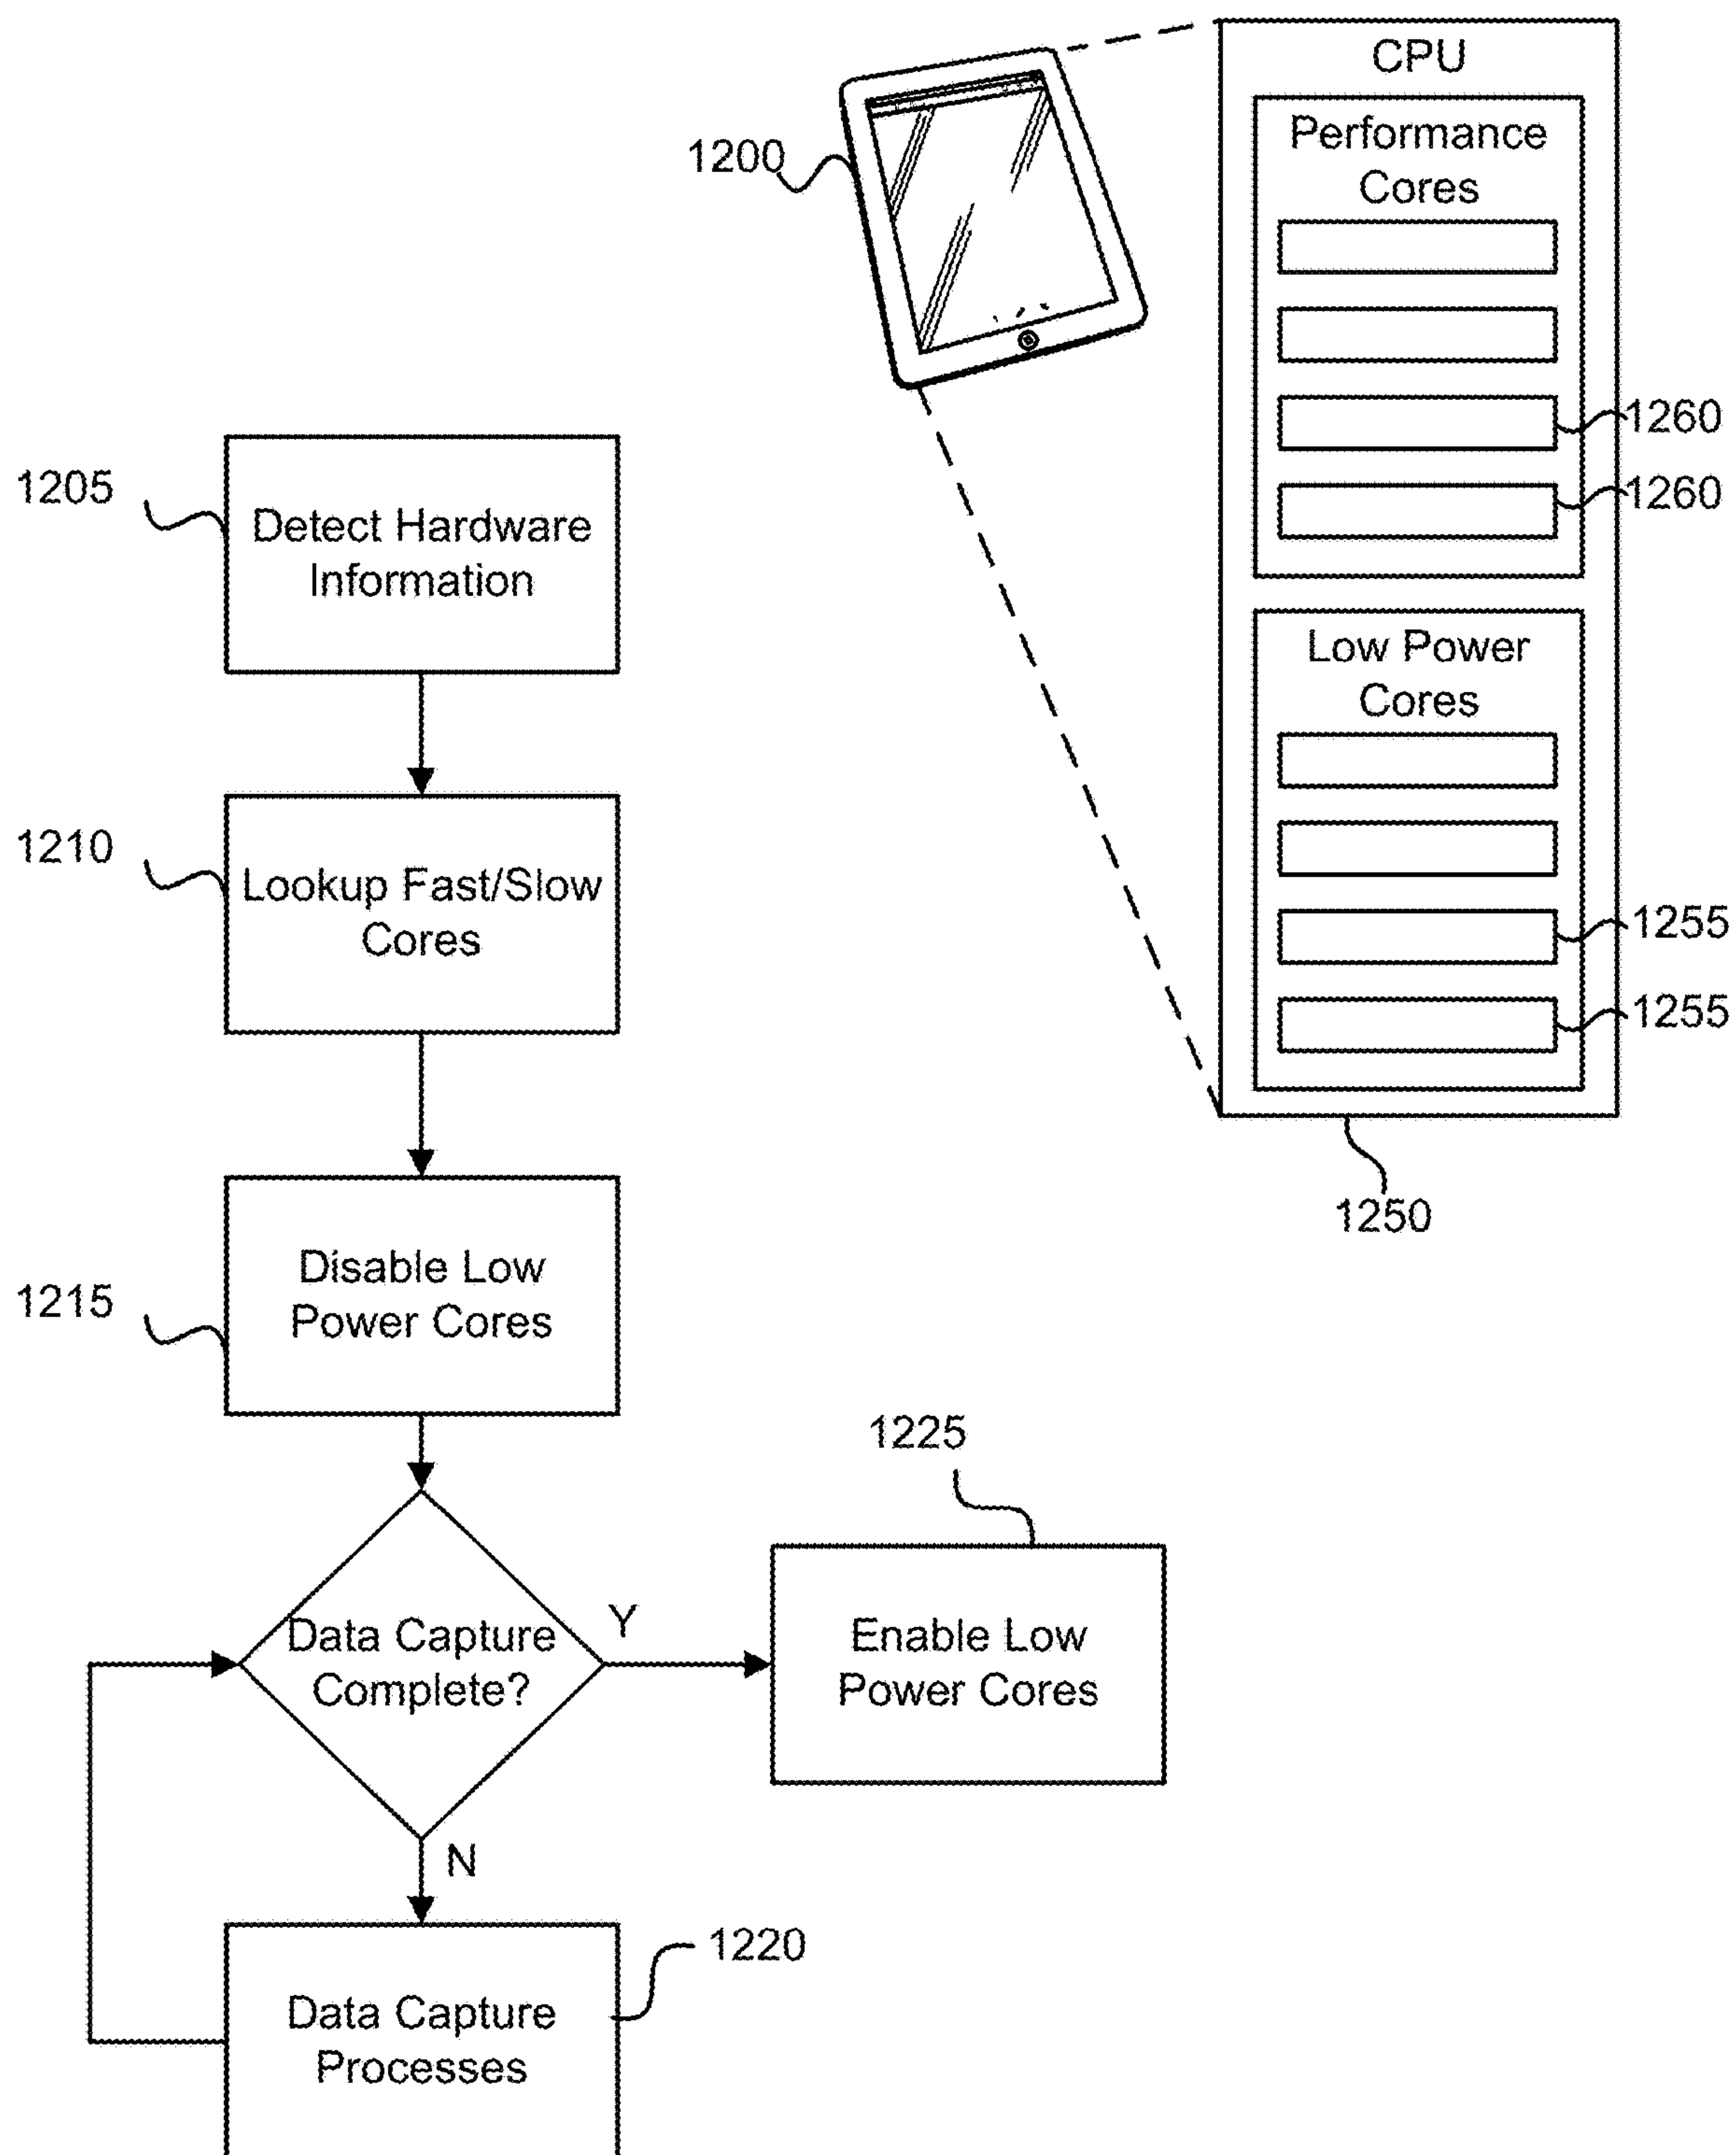 CPU
Performance
Cores
1200
1260
1260
Low Power
Cores
1255
1255
1250
1205
Detect Hardware
Information
1210
Lookup Fast/Slow
Cores
1215
Disable Low
Power Cores
1225
Data Capture
Complete?
Y
Enable Low
Power Cores
N
1220
Data Capture
Processes